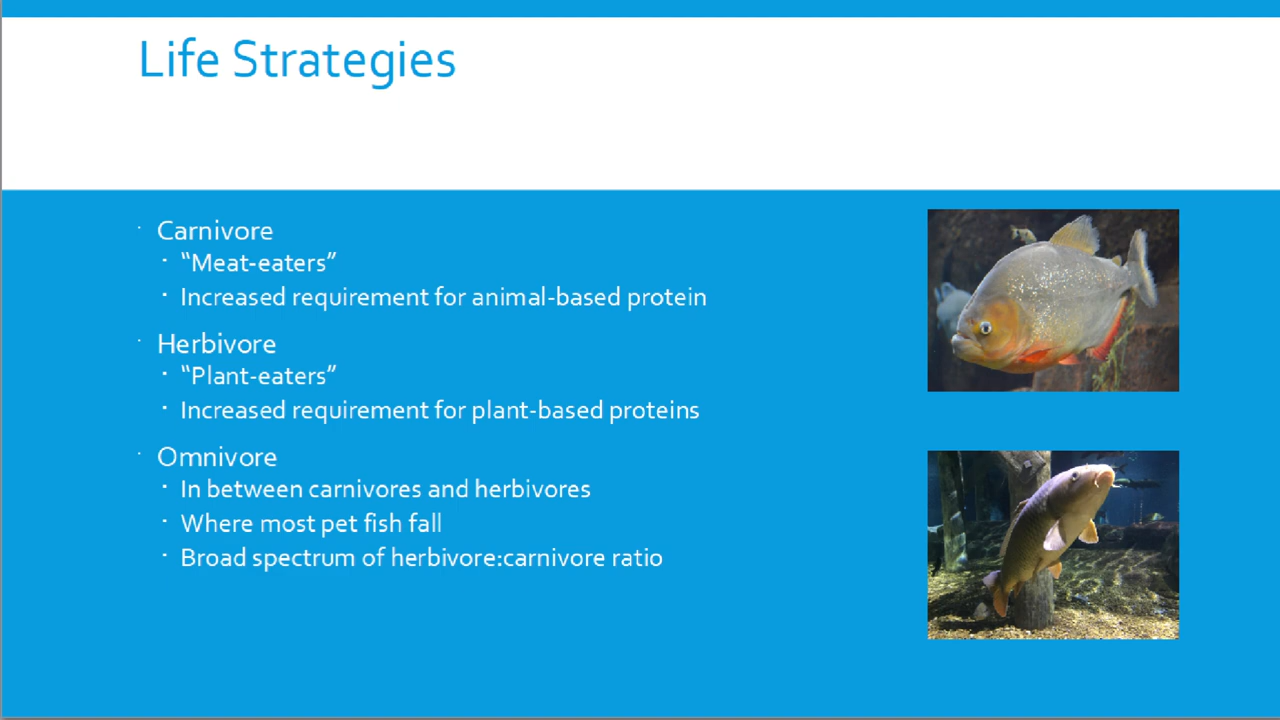 Life Strategies
Carnivore
“Meat-eaters”
Increased requirement for animal-based protein
Herbivore
“Plant-eaters”
Increased requirement for plant-based proteins
Omnivore
In between carnivores and herbivores
Where most pet fish fall
Broad spectrum of herbivore:carnivore ratio